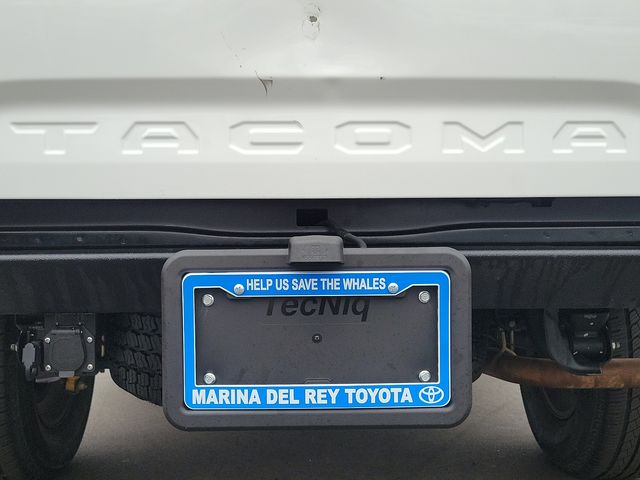 TACOMA
HELP US SAVE THE WHALES
TecNiq
MARINA DEL REY TOYOTA